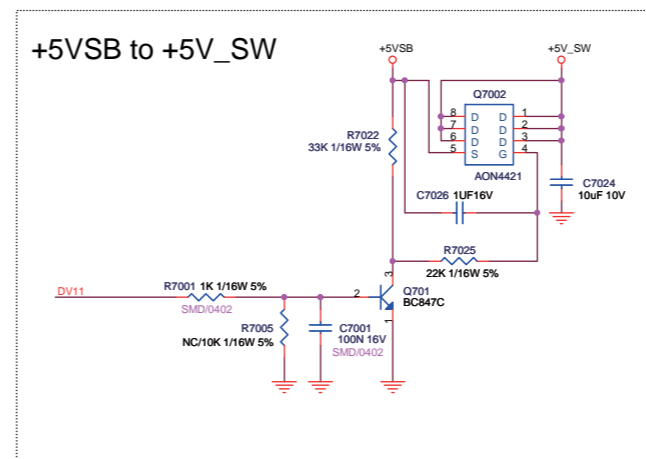 +5VSB to +5V_SW
+5VSB
+5V_SW
Q7002
8 D D 1
7 D D 2
6 D D 3
5 S G 4
AON4421
R7022
33K 1/16W 5%
C7026 1UF16V
C7024
10uF 10V
R7025
22K 1/16W 5%
DV11
R7001 1K 1/16W 5%
SMD/0402
2
3
1
Q701
BC847C
R7005
NC/10K 1/16W 5%
C7001
100N 16V
SMD/0402